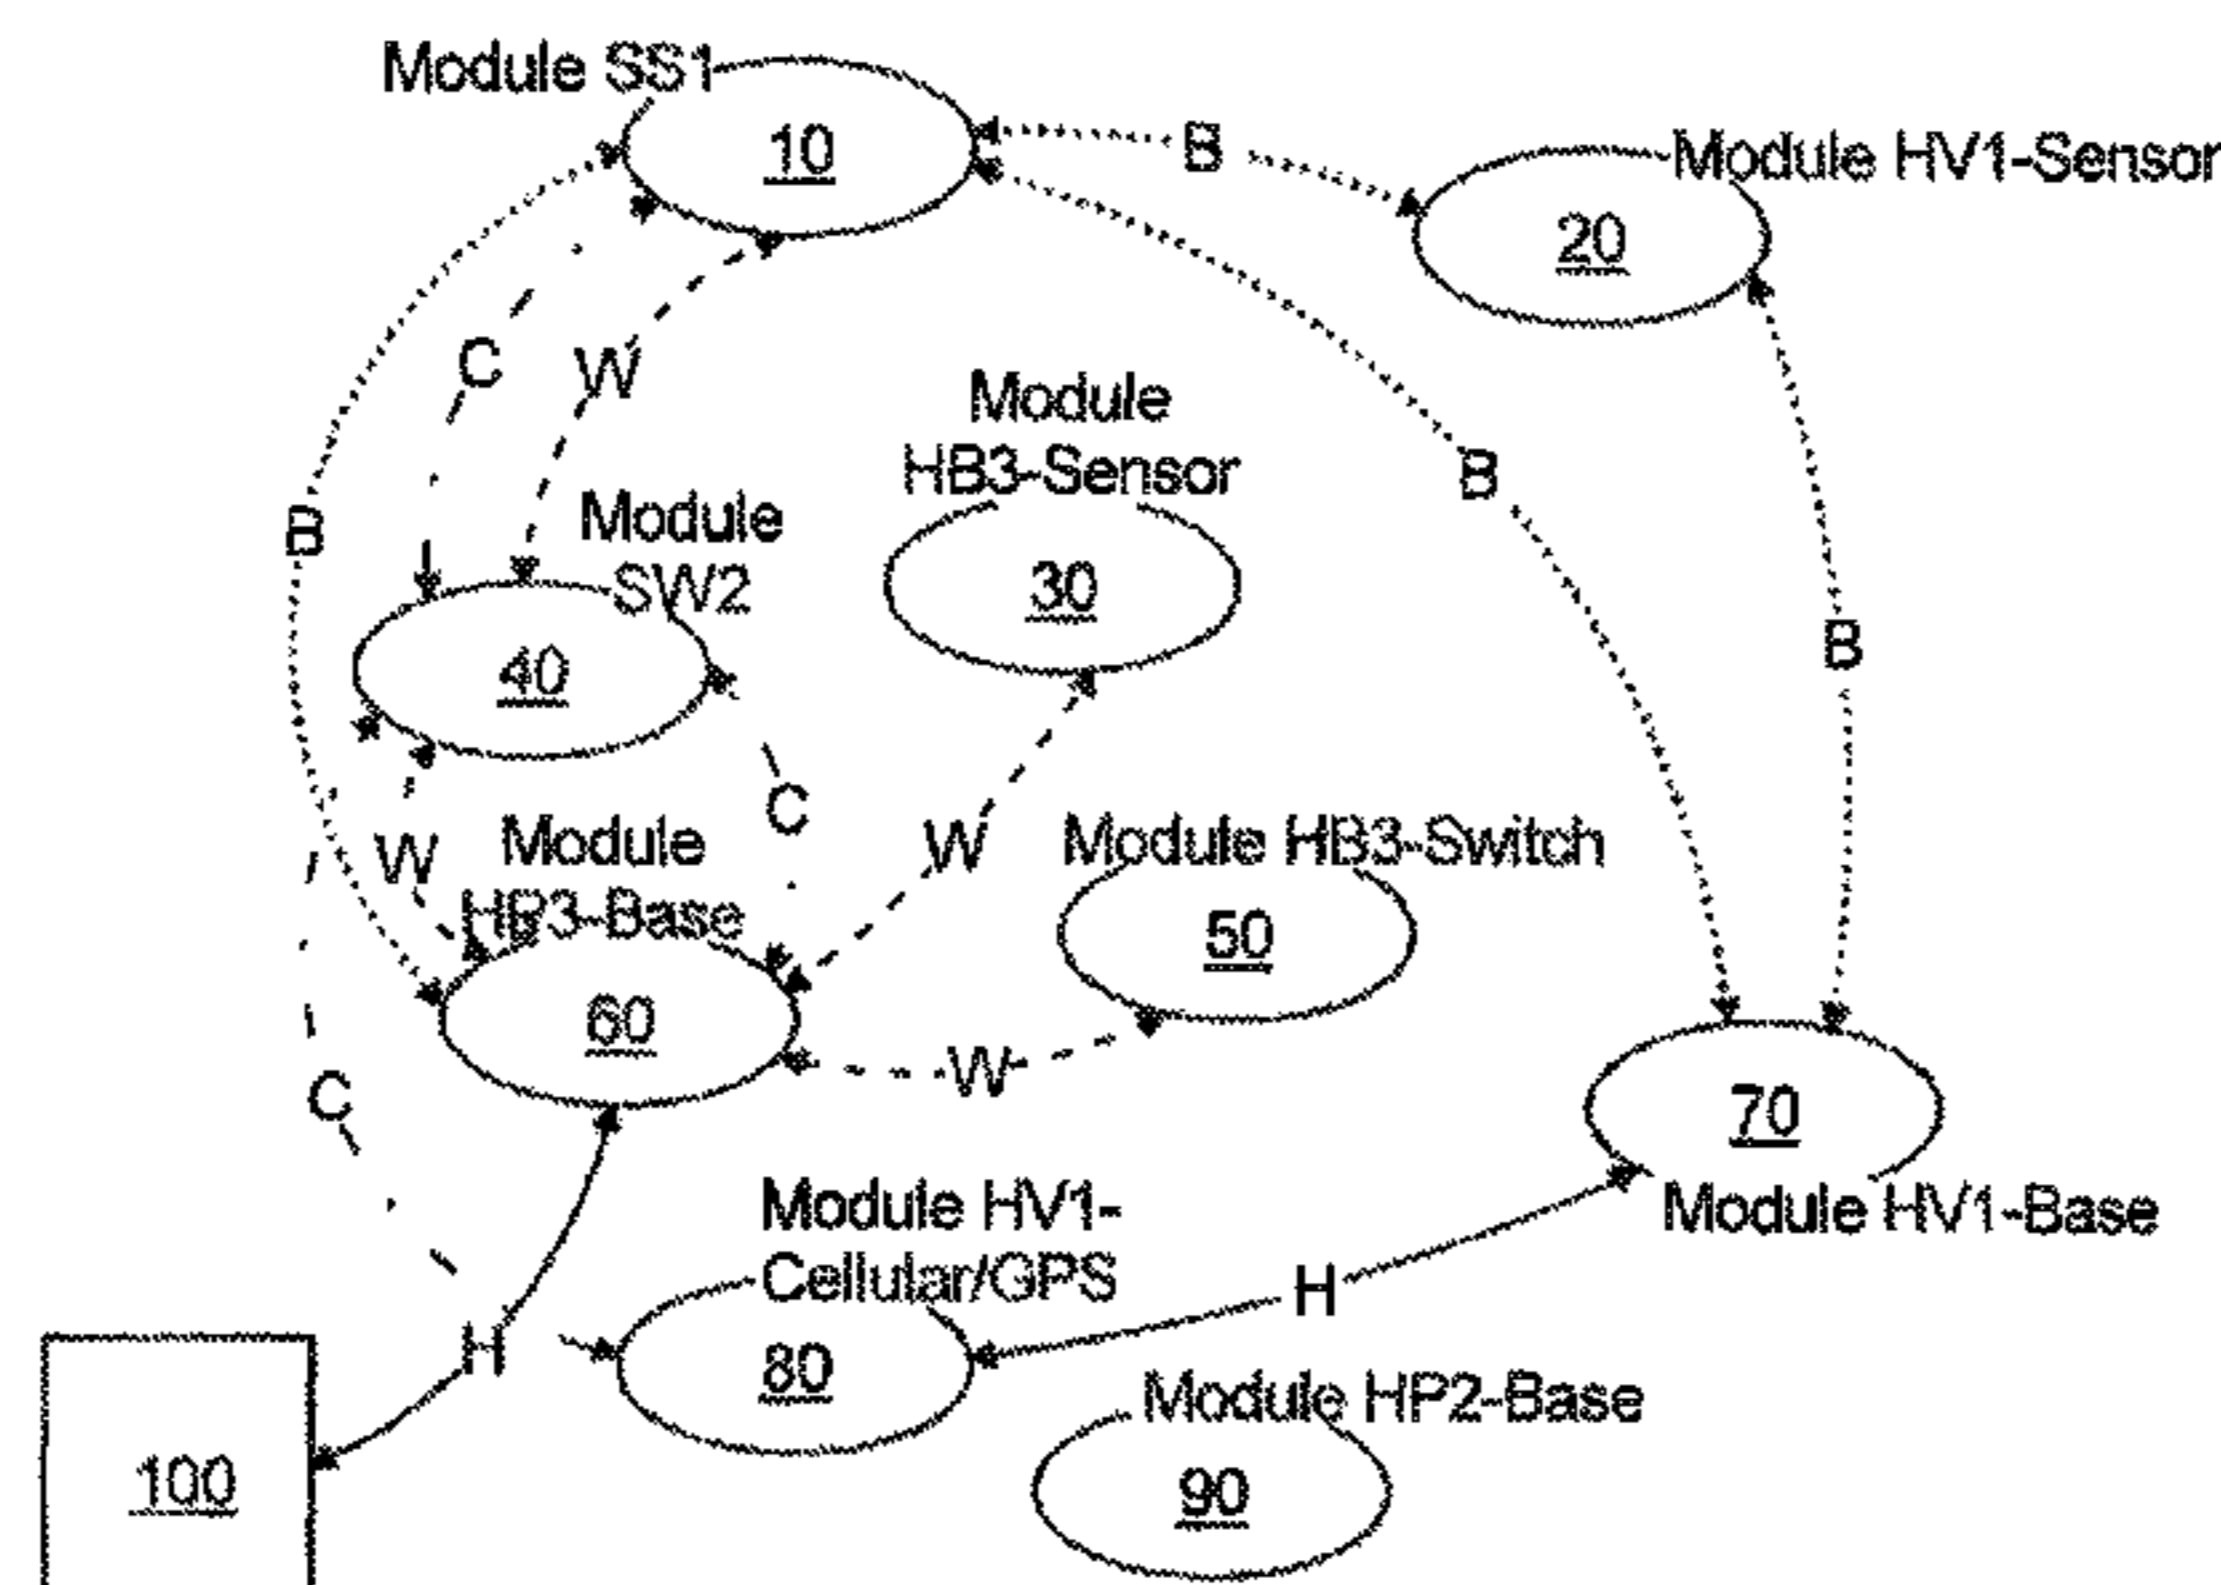 Module SS1
10
B
Module HV1-Sensor
20
C
W
Module
HB3-Sensor
30
B
B
Module
SW2
40
B
C
W
Module
HB3-Base
W
Module HB3-Switch
50
60
W
C
70
Module HV1-Base
Module HV1-
Cellular/GPS
80
H
H
Module HP2-Base
90
100